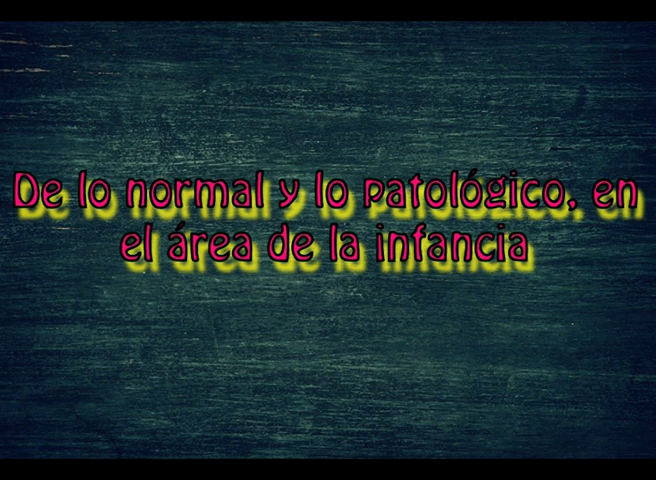 De lo normal y lo patológico, en
el área de la infancia